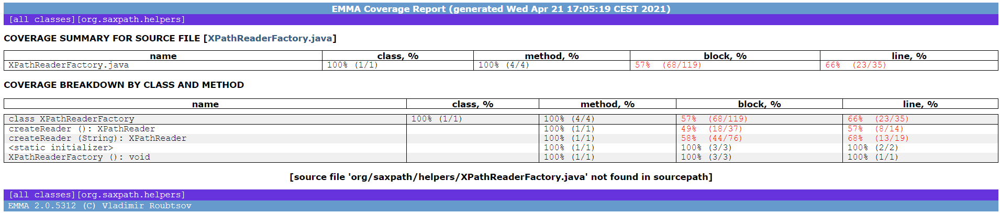 EMMA Coverage Report (generated Wed Apr 21 17:05:19 CEST 2021)
[all classes][org.saxpath.helpers]
COVERAGE SUMMARY FOR SOURCE FILE [XPathReaderFactory.java]
name class, % method, % block, % line, %
XPathReaderFactory.java 100% (1/1) 100% (4/4) 57% (68/119) 66% (23/35)
COVERAGE BREAKDOWN BY CLASS AND METHOD
name class, % method, % block, % line, %
class XPathReaderFactory 100% (1/1) 100% (4/4) 57% (68/119) 66% (23/35)
createReader (): XPathReader 100% (1/1) 49% (18/37) 57% (8/14)
createReader (String): XPathReader 100% (1/1) 58% (44/76) 68% (13/19)
<static initializer> 100% (1/1) 100% (3/3) 100% (2/2)
XPathReaderFactory (): void 100% (1/1) 100% (3/3) 100% (1/1)
[source file 'org/saxpath/helpers/XPathReaderFactory.java' not found in sourcepath]
[all classes][org.saxpath.helpers]
EMMA 2.0.5312 (C) Vladimir Roubtsov